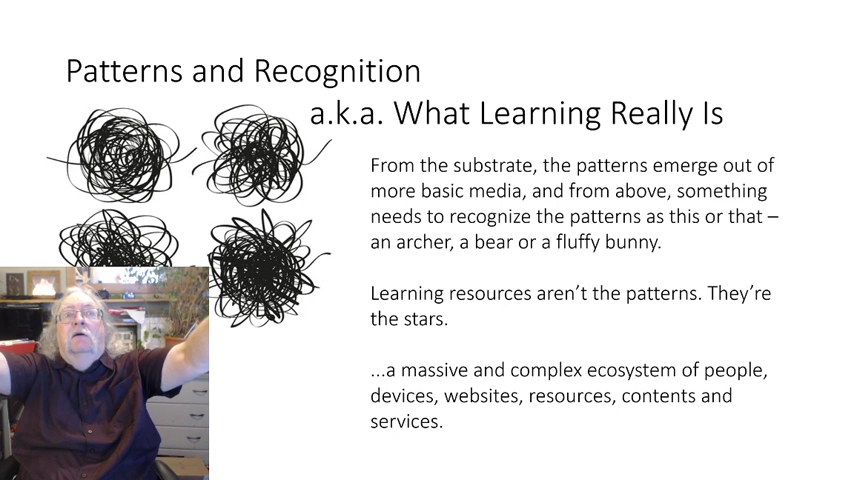 Patterns and Recognition
a.k.a. What Learning Really Is
From the substrate, the patterns emerge out of
more basic media, and from above, something
needs to recognize the patterns as this or that –
an archer, a bear or a fluffy bunny.
Learning resources aren’t the patterns. They’re
the stars.
...a massive and complex ecosystem of people,
devices, websites, resources, contents and
services.